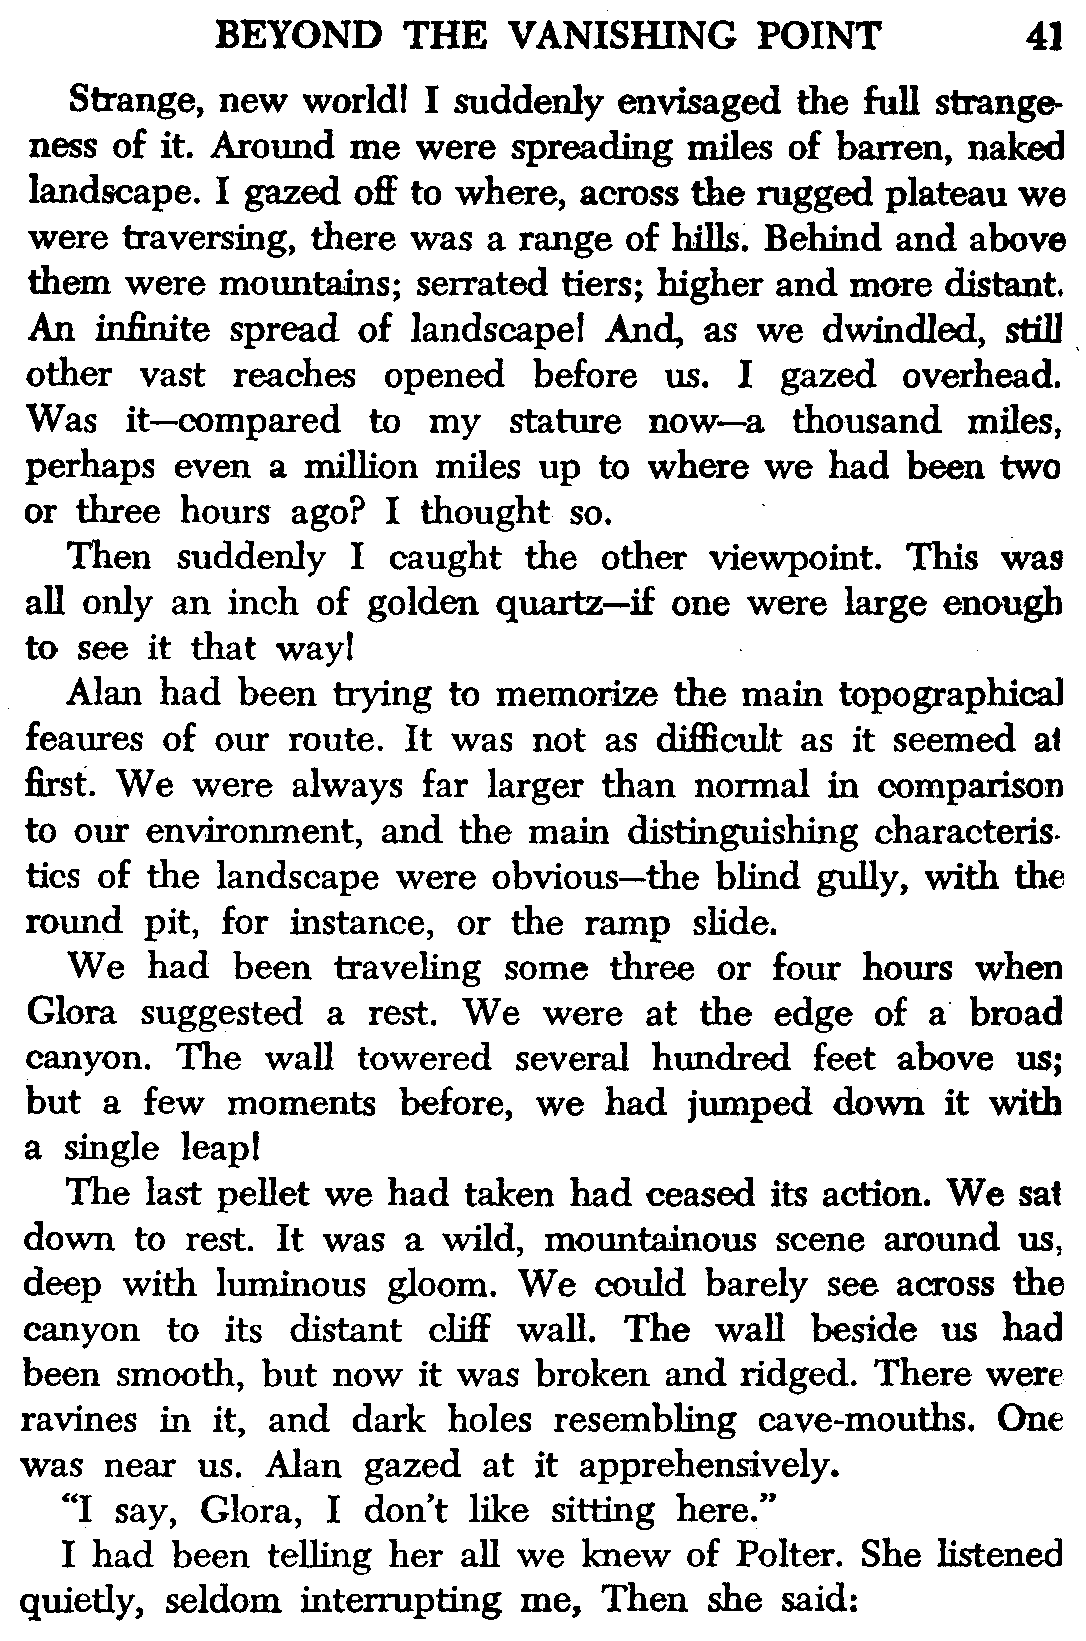 BEYOND THE VANISHING POINT 41
Strange, new world! I suddenly envisaged the full strange-
ness of it. Around me were spreading miles of barren, naked
landscape. I gazed off to where, across the rugged plateau we
were traversing, there was a range of hills. Behind and above
them were mountains; serrated tiers; higher and more distant.
An infinite spread of landscape! And, as we dwindled, still
other vast reaches opened before us. I gazed overhead.
Was it—compared to my stature now—a thousand miles,
perhaps even a million miles up to where we had been two
or three hours ago? I thought so.
Then suddenly I caught the other viewpoint. This was
all only an inch of golden quartz—if one were large enough
to see it that way!
Alan had been trying to memorize the main topographical
feaures of our route. It was not as difficult as it seemed at
first. We were always far larger than normal in comparison
to our environment, and the main distinguishing characteris-
tics of the landscape were obvious—the blind gully, with the
round pit, for instance, or the ramp slide.
We had been traveling some three or four hours when
Glora suggested a rest. We were at the edge of a broad
canyon. The wall towered several hundred feet above us;
but a few moments before, we had jumped down it with
a single leap!
The last pellet we had taken had ceased its action. We sat
down to rest. It was a wild, mountainous scene around us,
deep with luminous gloom. We could barely see across the
canyon to its distant cliff wall. The wall beside us had
been smooth, but now it was broken and ridged. There were
ravines in it, and dark holes resembling cave-mouths. One
was near us. Alan gazed at it apprehensively.
“I say, Glora, I don’t like sitting here.”
I had been telling her all we knew of Polter. She listened
quietly, seldom interrupting me, Then she said: